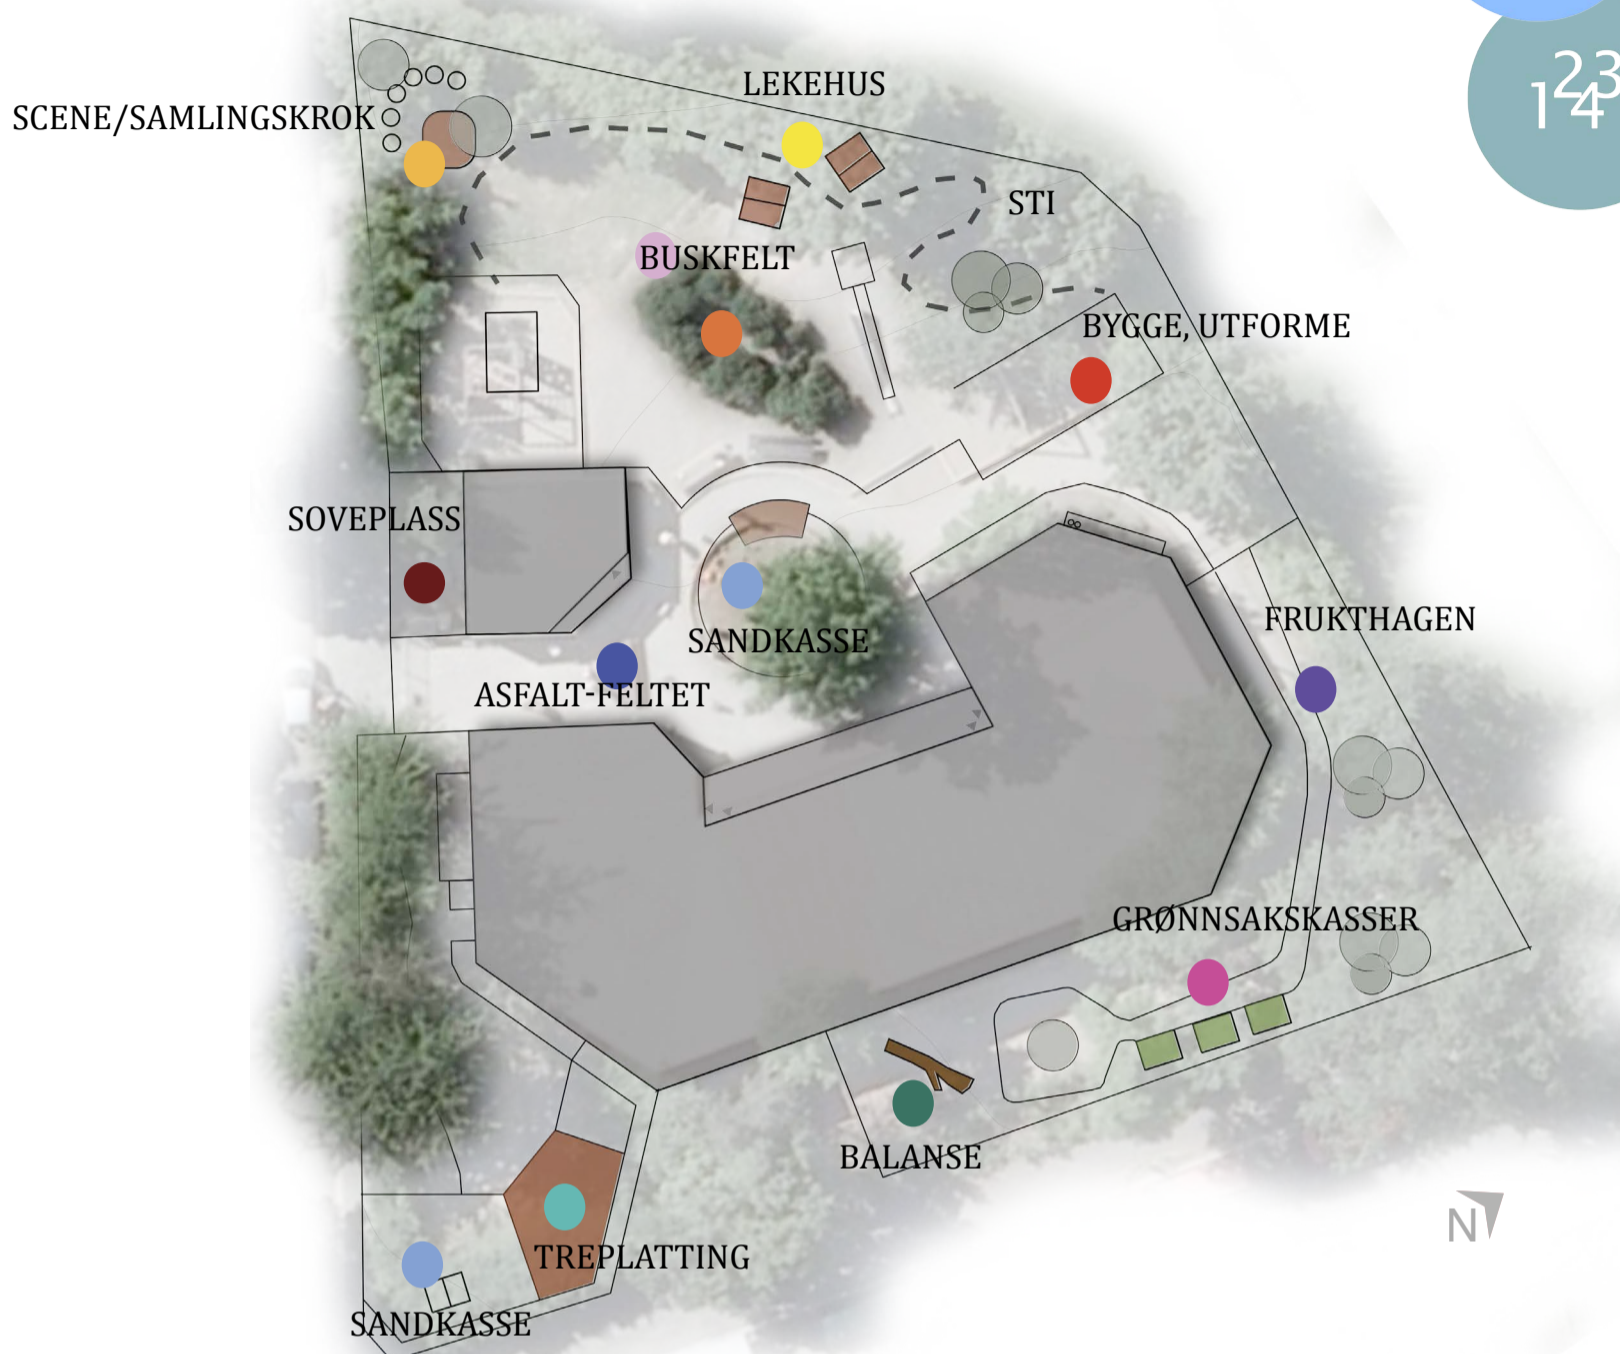 LEKEHUS
SCENE/SAMLINGSKROK
STI
BUSKFELT
BYGGE, UTFORME
SOVEPLASS
FRUKTHAGEN
SANDKASSE
ASFALT-FELTET
GRØNNSAKSKASSER
BALANSE
N
TREPLATTING
SANDKASSE